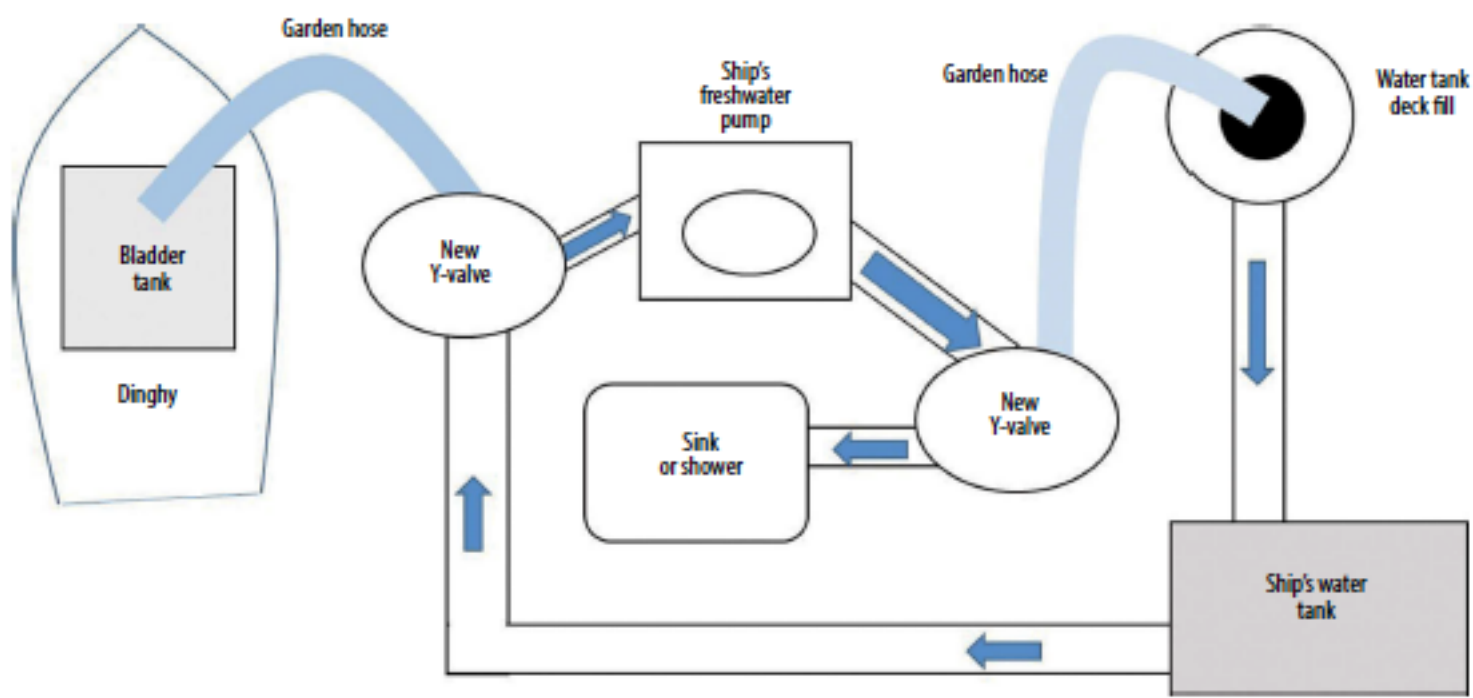 Garden hose
Ship's
freshwater
pump
Garden hose
Water tank
deck fill
Bladder
tank
New
Y-valve
Dinghy
New
Y-valve
Sink
or shower
Ship's water
tank